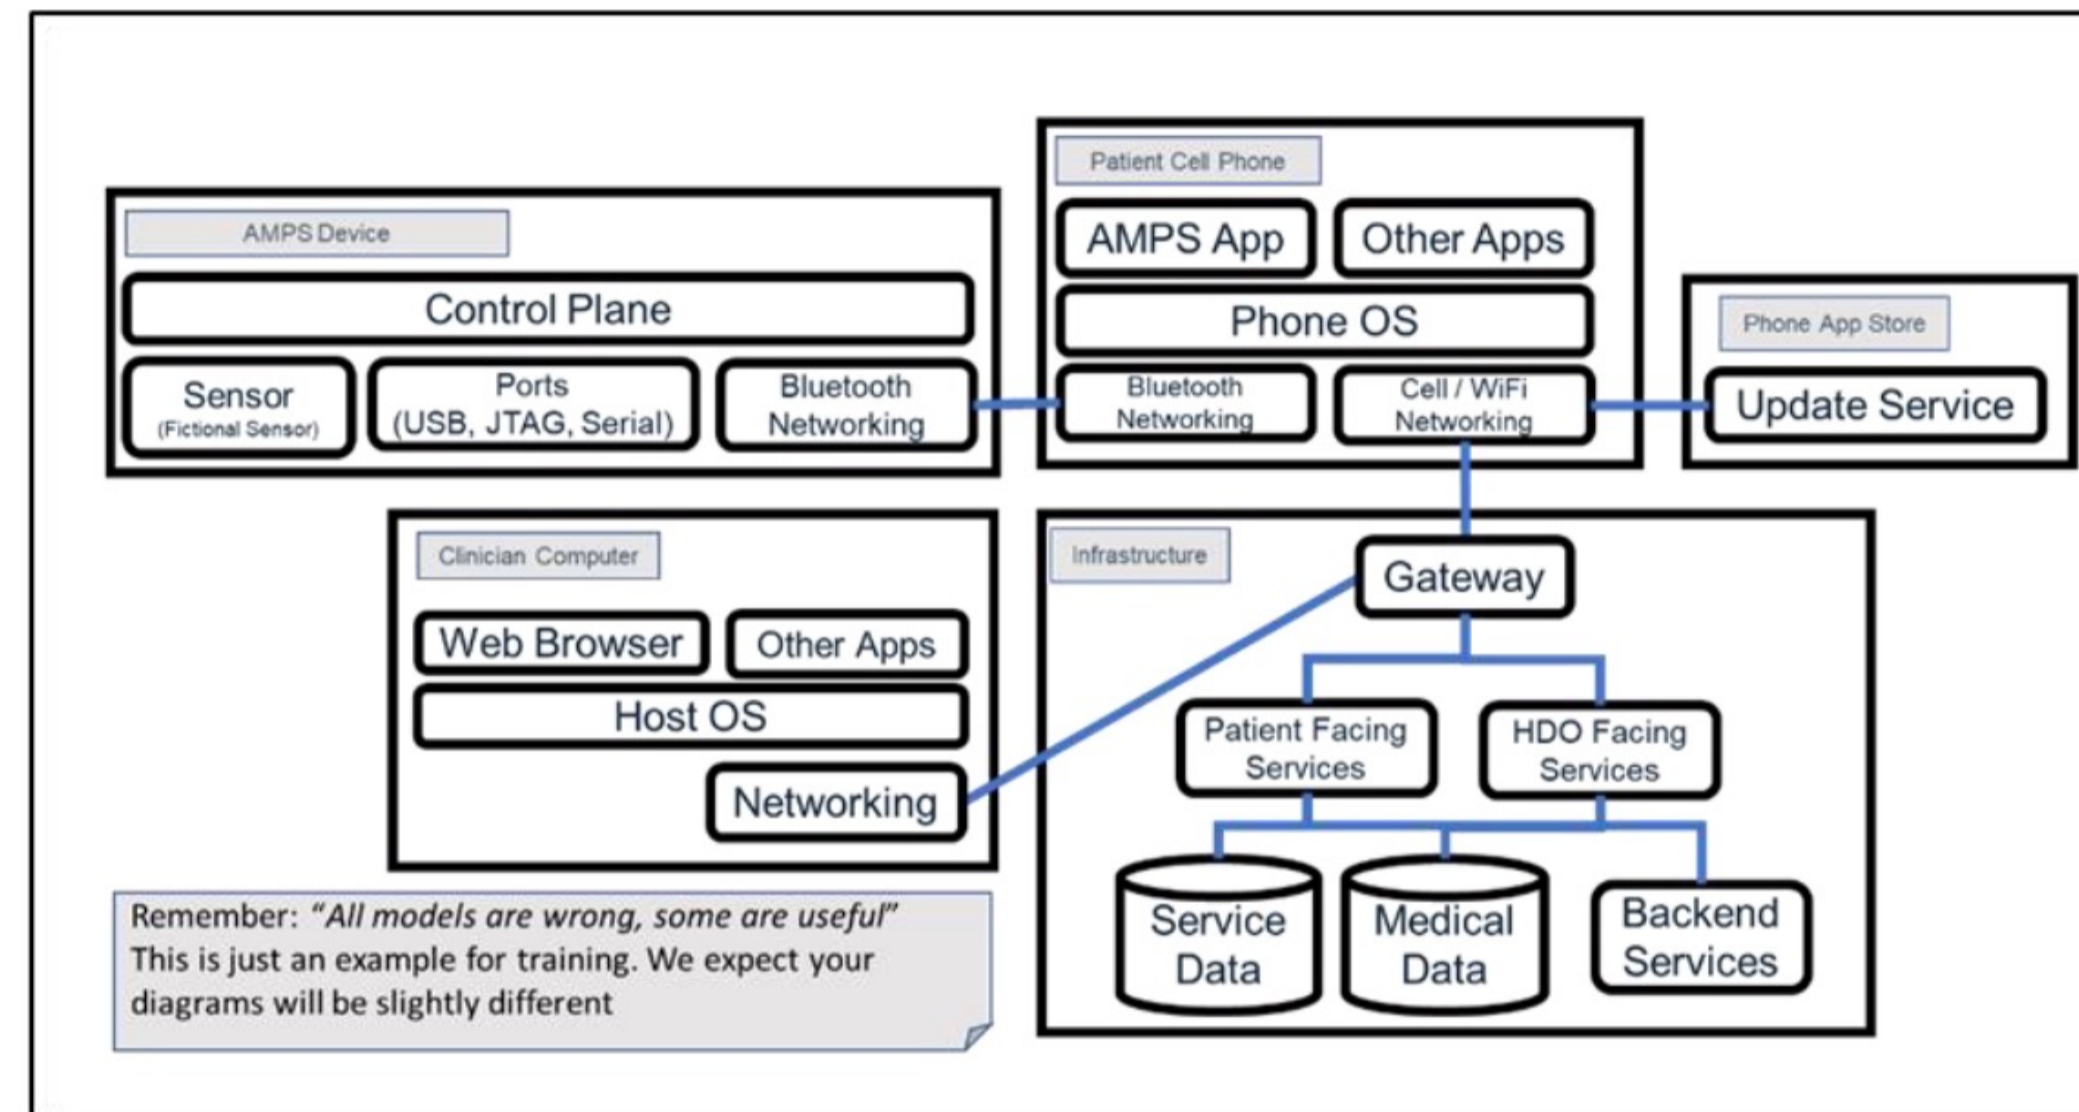 AMPS Device
Control Plane
Sensor
(Fictional Sensor)
Ports
(USB, JTAG, Serial)
Bluetooth
Networking
Patient Cell Phone
AMPS App
Other Apps
Phone OS
Bluetooth
Networking
Cell / WiFi
Networking
Phone App Store
Update Service
Clinician Computer
Web Browser
Other Apps
Host OS
Networking
Infrastructure
Gateway
Patient Facing
Services
HDO Facing
Services
Service
Data
Medical
Data
Backend
Services
Remember: “All models are wrong, some are useful”
This is just an example for training. We expect your
diagrams will be slightly different